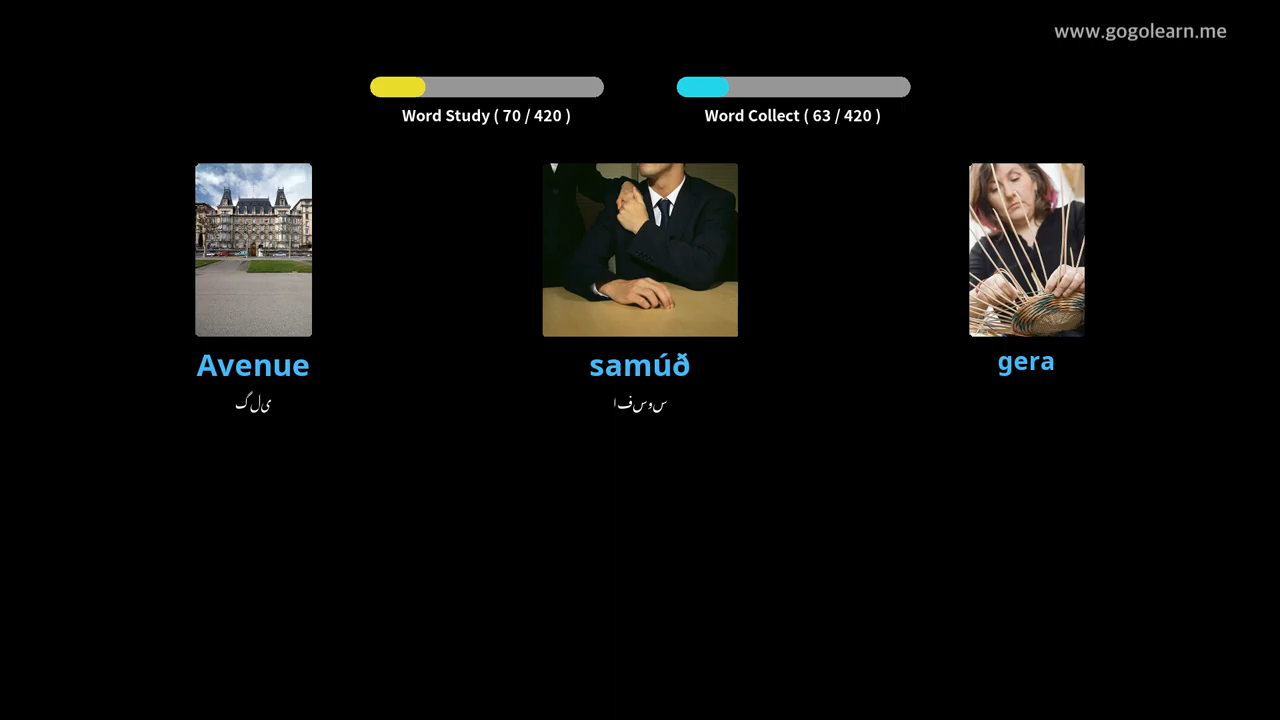 www.gogolearn.me
Word Study ( 70 / 420 )
Word Collect ( 63 / 420 )
Avenue
گلی
samúð
افسوس
gera